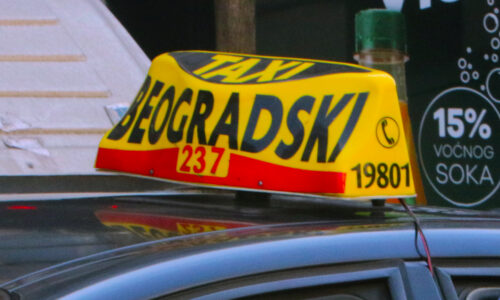 TAXI
BEOGRADSKI
237
19801
15%
VOĆNOG
SOKA